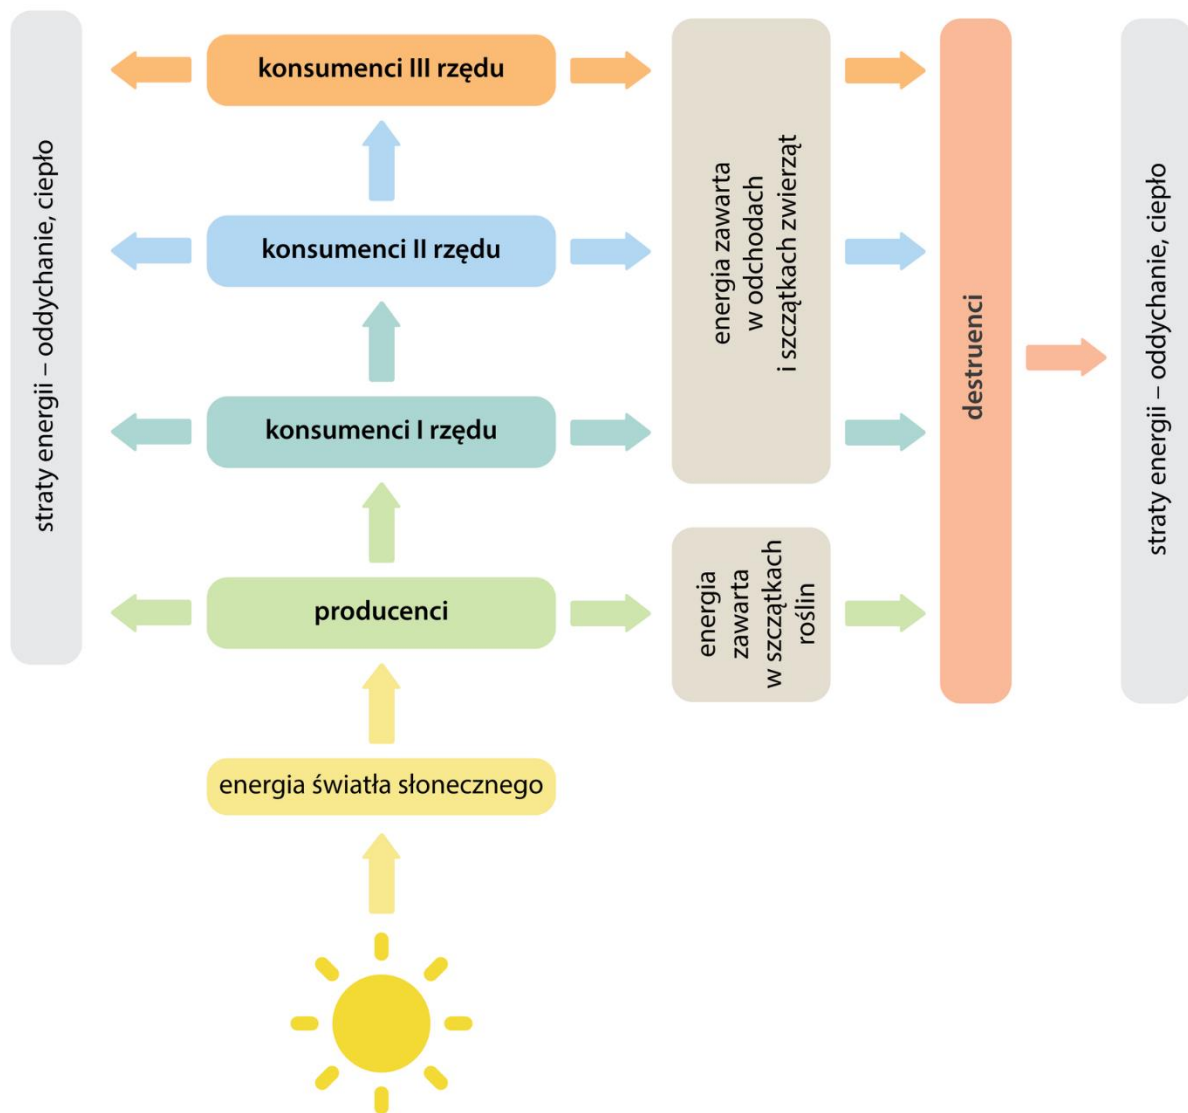 straty energii – oddychanie, ciepło
konsumenci III rzędu
konsumenci II rzędu
konsumenci I rzędu
producenci
energia światła słonecznego
energia zawarta
w odchodach
i szczątkach zwierząt
energia
zawarta
w szczątkach
roślin
destruenci
straty energii – oddychanie, ciepło